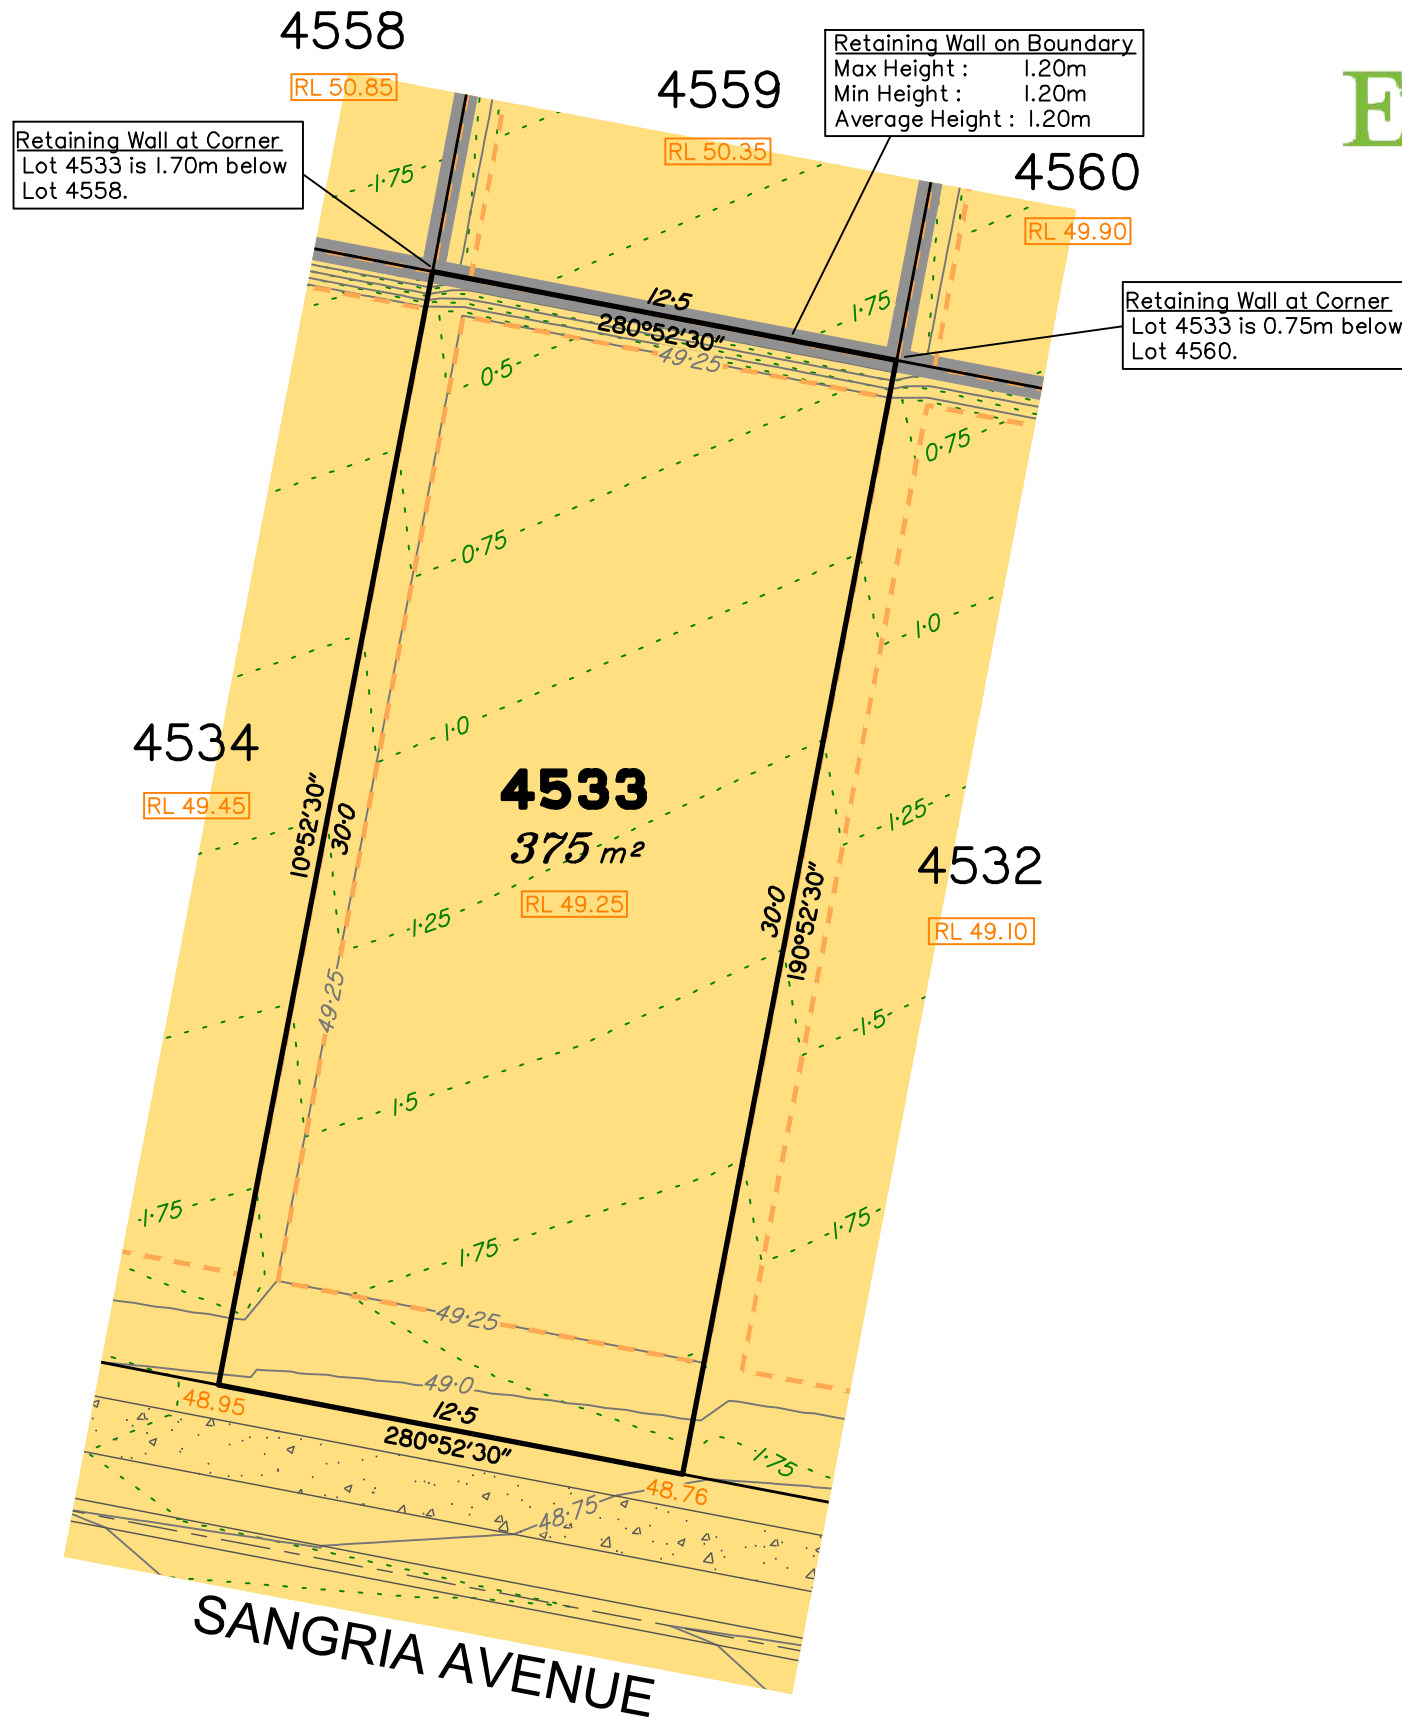 4558
RL 50.85
4559
RL 50.35
Retaining Wall on Boundary
Max Height : 1.20m
Min Height : 1.20m
Average Height : 1.20m
E
4560
RL 49.90
Retaining Wall at Corner
Lot 4533 is 1.70m below
Lot 4558.
1·75
1·75
Retaining Wall at Corner
Lot 4533 is 0.75m below
Lot 4560.
12·5
280°52'30"
49·25
0·5
0·75
0·75
1·0
1·0
4534
RL 49.45
10°52'30"
30·0
4533
375 m²
RL 49.25
1·25
4532
RL 49.10
30·0
190°52'30"
1·25
49·25
1·5
1·5
1·75
1·75
1·75
49·25
49·0
48.95
12·5
280°52'30"
1·75
48.76
48·75
SANGRIA AVENUE